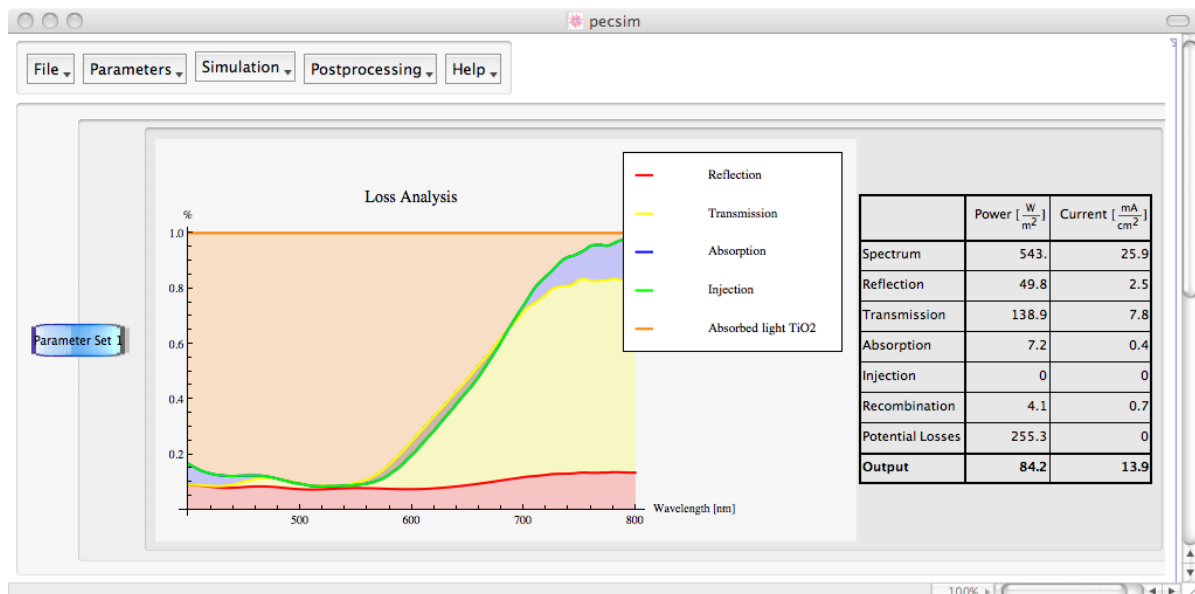 pecsim
File Parameters Simulation Postprocessing Help
Parameter Set 1
Loss Analysis
%
1.0
0.8
0.6
0.4
0.2
500 600 700 800
Wavelength [nm]
Reflection
Transmission
Absorption
Injection
Absorbed light TiO2
Power [W/m²] Current [mA/cm²]
Spectrum 543. 25.9
Reflection 49.8 2.5
Transmission 138.9 7.8
Absorption 7.2 0.4
Injection 0 0
Recombination 4.1 0.7
Potential Losses 255.3 0
Output 84.2 13.9
100%